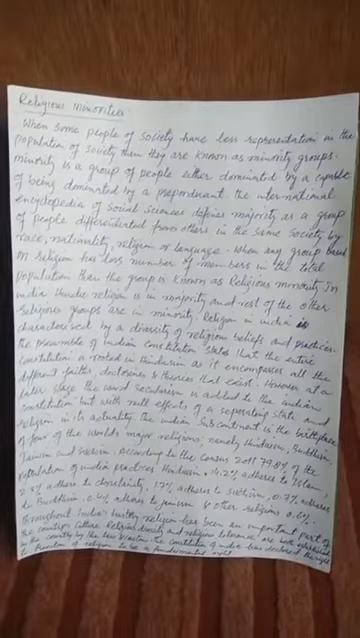 Religious Minorities
When some people of society have less representation in the
population of society then they are known as minority groups.
minority is a group of people either dominated by a capable
of being dominated by a preponderant. the international
encyclopedia of Social Sciences defines majority as a group
of people differentiated from others in the same Society by
race, nationality, religion or language. When any group based
on religion has less number of members in the total
population than the group is known as Religious minority. In
india Hindu religion is in majority and rest of the other
religious groups are in minority. Religion in india is
characterised by a diversity of religious beliefs and practices.
the preamble of indian constitution states that the entire
Constitution is rooted in Hinduism as it encompasses all the
different faiths, doctrines & theories that exist. However at a
later stage the word secularism is added to the indian
constitution but with null effects of a separating state and
religion in its actuality. the indian Sub continent is the birthplace
of four of the worlds major religions; namely Hinduism, Buddhism,
Jainism and Sikhism. According to the census 2011 79.8% of the
population of india practices Hinduism, 14.2% adheres to Islam,
2.3% adhere to christianity, 1.7% adheres to Sikhism, 0.7% adheres
to Buddhism, 0.4% adhere to jainism & other religions 0.6%.
throughout India's history religion has been an important part of
the country's culture. Religious diversity and religious tolerance are both established
in the country by the law & custom. the Constitution of india has declared the right
to freedom of religion to be a fundamental right.